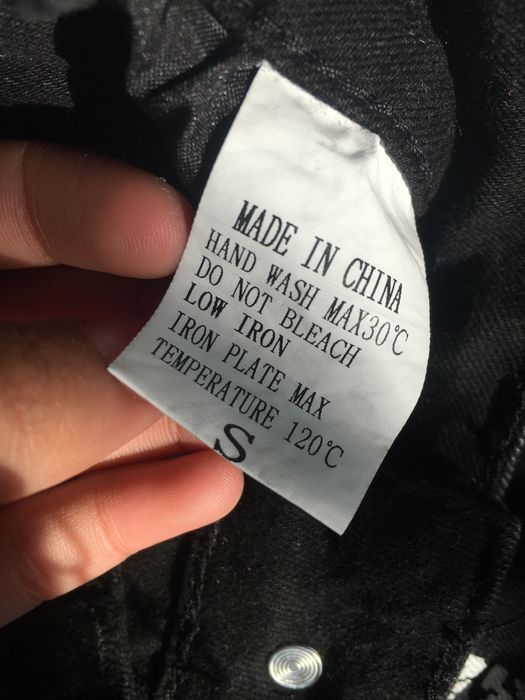 MADE IN CHINA
HAND WASH MAX30℃
DO NOT BLEACH
LOW IRON
IRON PLATE MAX
TEMPERATURE 120℃
S